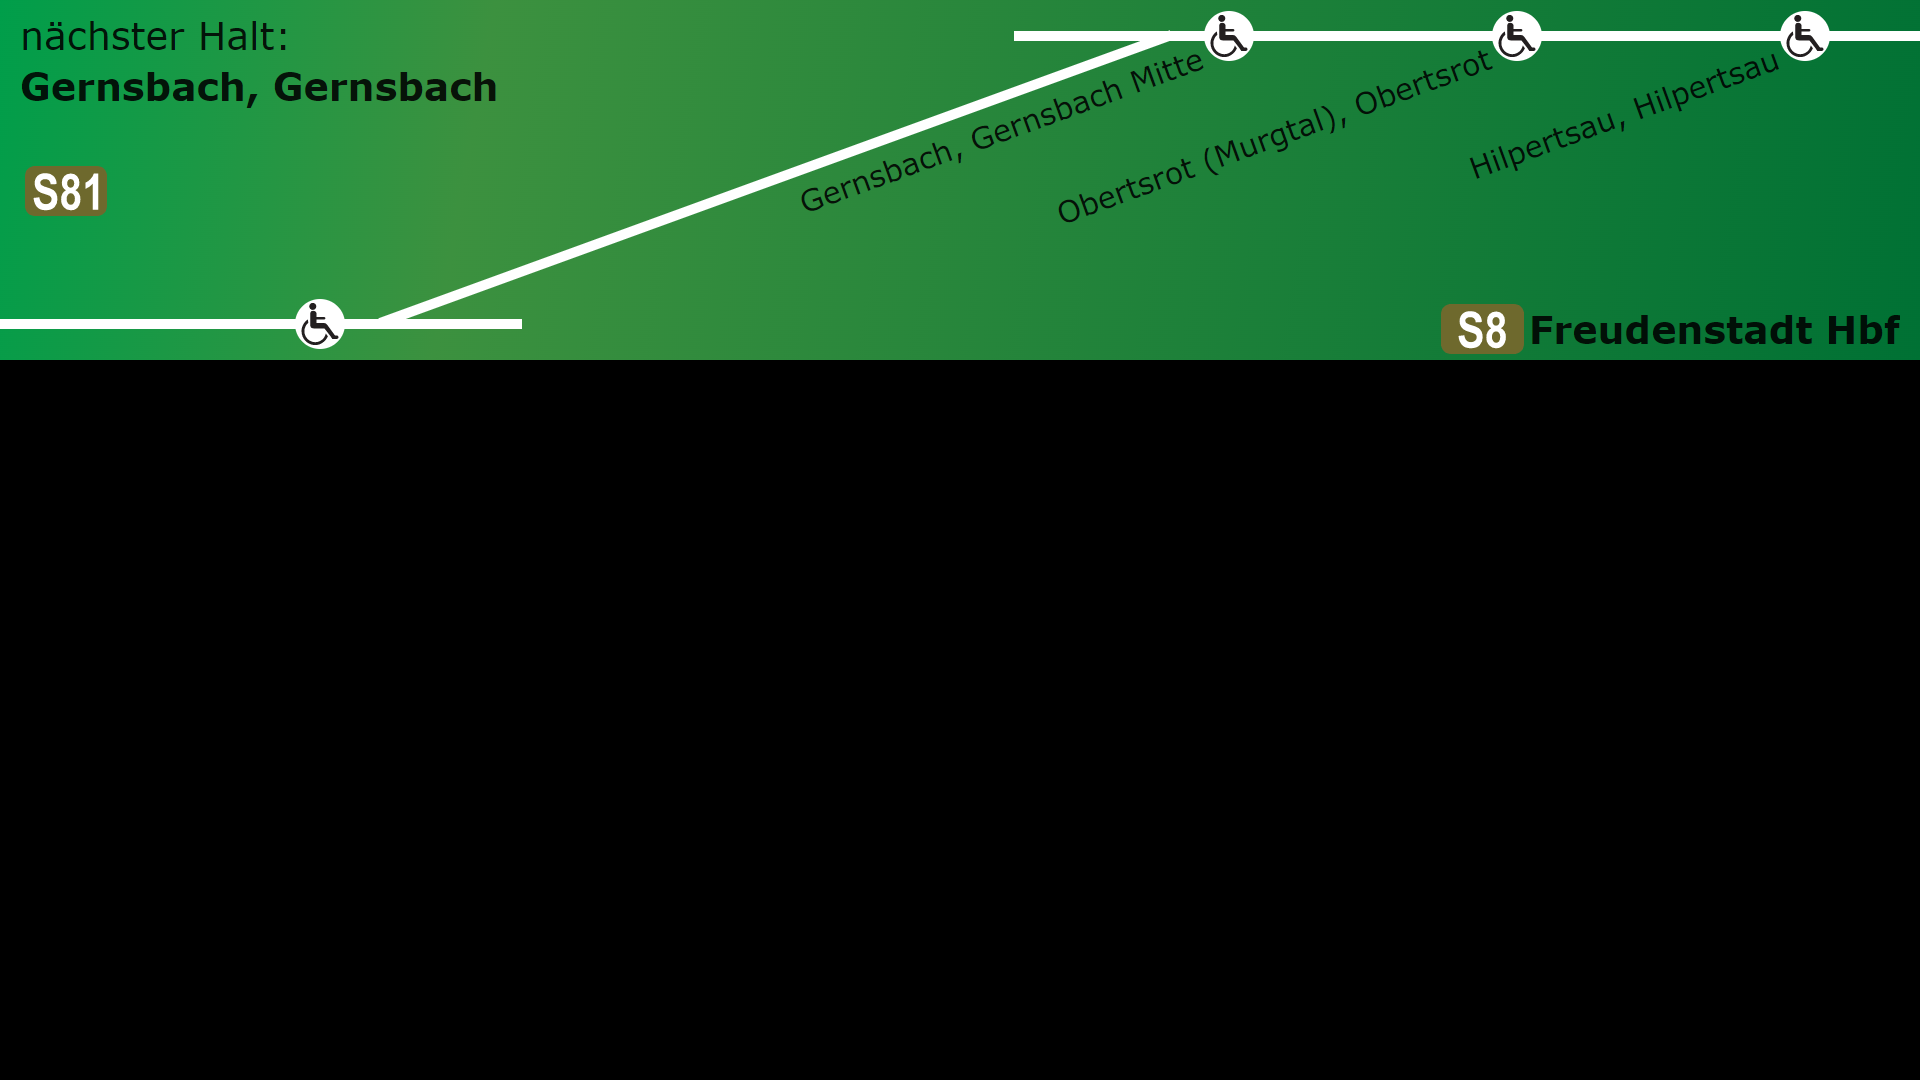 nächster Halt:
Gernsbach, Gernsbach
S81
Gernsbach, Gernsbach Mitte
Obertsrot (Murgtal), Obertsrot
Hilpertsau, Hilpertsau
S8 Freudenstadt Hbf